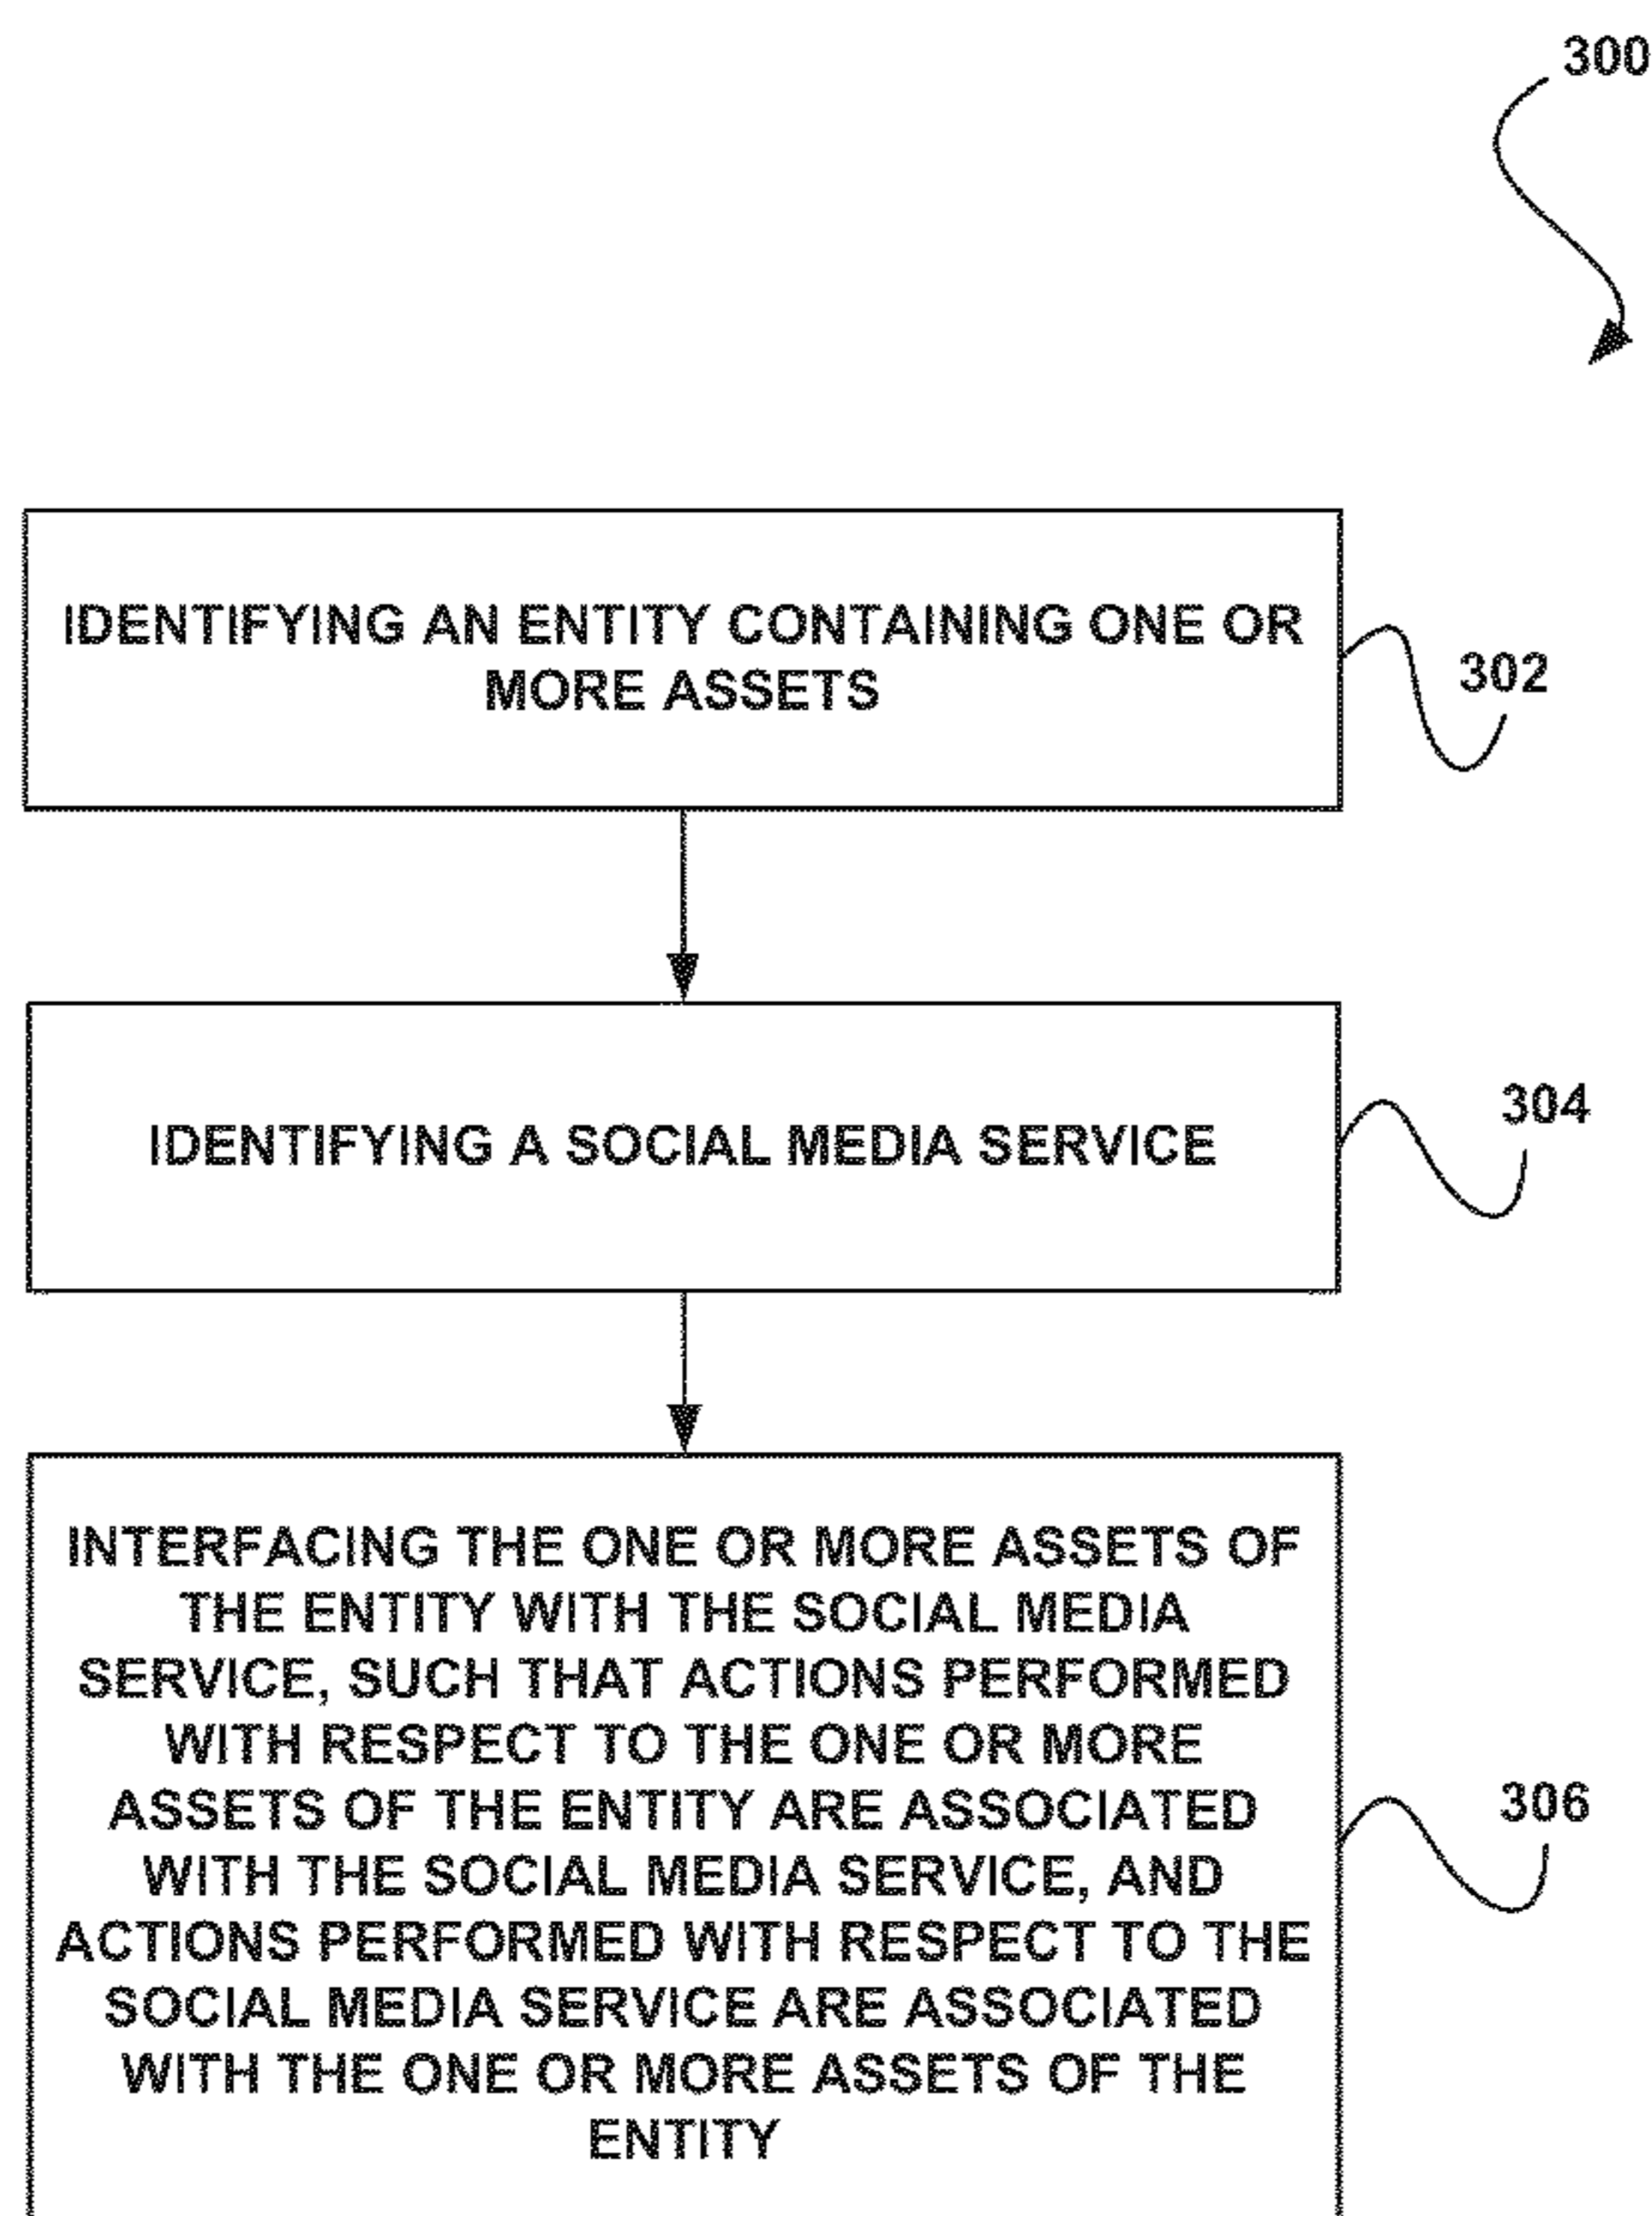 300
IDENTIFYING AN ENTITY CONTAINING ONE OR
MORE ASSETS
302
IDENTIFYING A SOCIAL MEDIA SERVICE
304
INTERFACING THE ONE OR MORE ASSETS OF
THE ENTITY WITH THE SOCIAL MEDIA
SERVICE, SUCH THAT ACTIONS PERFORMED
WITH RESPECT TO THE ONE OR MORE
ASSETS OF THE ENTITY ARE ASSOCIATED
WITH THE SOCIAL MEDIA SERVICE, AND
ACTIONS PERFORMED WITH RESPECT TO THE
SOCIAL MEDIA SERVICE ARE ASSOCIATED
WITH THE ONE OR MORE ASSETS OF THE
ENTITY
306